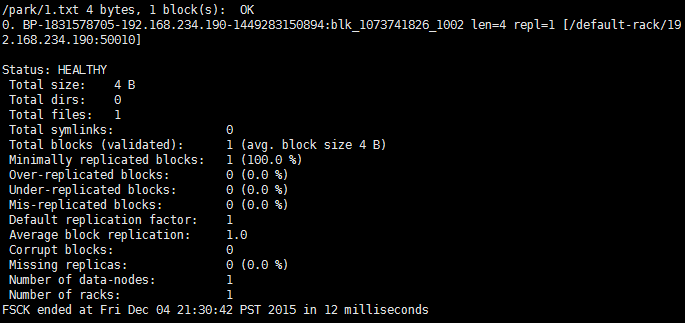 /park/1.txt 4 bytes, 1 block(s):  OK
0. BP-1831578705-192.168.234.190-1449283150894:blk_1073741826_1002 len=4 repl=1 [/default-rack/19
2.168.234.190:50010]

Status: HEALTHY
 Total size:    4 B
 Total dirs:    0
 Total files:   1
 Total symlinks:                0
 Total blocks (validated):      1 (avg. block size 4 B)
 Minimally replicated blocks:   1 (100.0 %)
 Over-replicated blocks:        0 (0.0 %)
 Under-replicated blocks:       0 (0.0 %)
 Mis-replicated blocks:         0 (0.0 %)
 Default replication factor:    1
 Average block replication:     1.0
 Corrupt blocks:                0
 Missing replicas:              0 (0.0 %)
 Number of data-nodes:          1
 Number of racks:               1
FSCK ended at Fri Dec 04 21:30:42 PST 2015 in 12 milliseconds